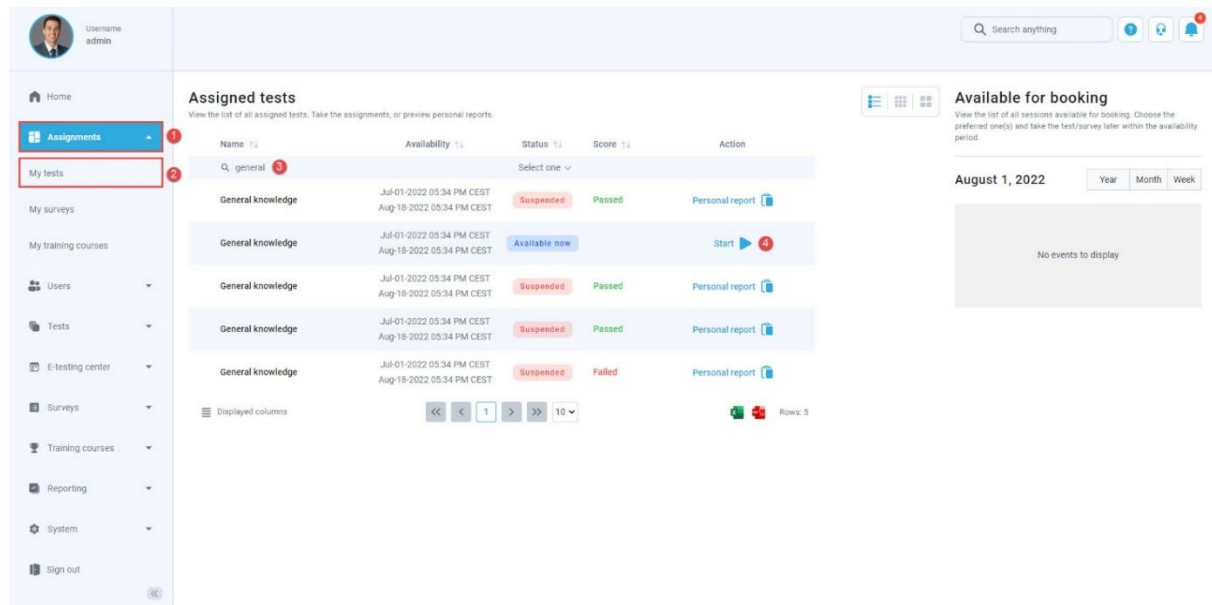 Username
admin
Search anything
?
4
Home
Assignments
1
My tests
2
My surveys
My training courses
Users
Tests
E-testing center
Surveys
Training courses
Reporting
System
Sign out
Assigned tests
View the list of all assigned tests. Take the assignments, or preview personal reports.
Name Availability Status Score Action
general 3 Select one
General knowledge Jul-01-2022 05:34 PM CEST Suspended Passed Personal report
Aug-18-2022 05:34 PM CEST
General knowledge Jul-01-2022 05:34 PM CEST Available now Start 4
Aug-18-2022 05:34 PM CEST
General knowledge Jul-01-2022 05:34 PM CEST Suspended Passed Personal report
Aug-18-2022 05:34 PM CEST
General knowledge Jul-01-2022 05:34 PM CEST Suspended Passed Personal report
Aug-18-2022 05:34 PM CEST
General knowledge Jul-01-2022 05:34 PM CEST Suspended Failed Personal report
Aug-18-2022 05:34 PM CEST
Displayed columns << < 1 > >> 10 Rows: 5
Available for booking
View the list of all sessions available for booking. Choose the
preferred one(s) and take the test/survey later within the availability
period.
August 1, 2022 Year Month Week
No events to display